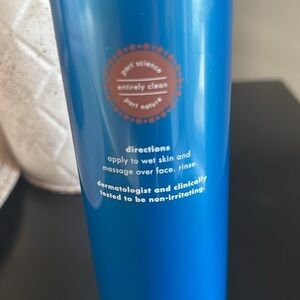 part science
entirely clean
part nature
directions
apply to wet skin and
massage over face. rinse.
dermatologist and clinically
tested to be non-irritating.